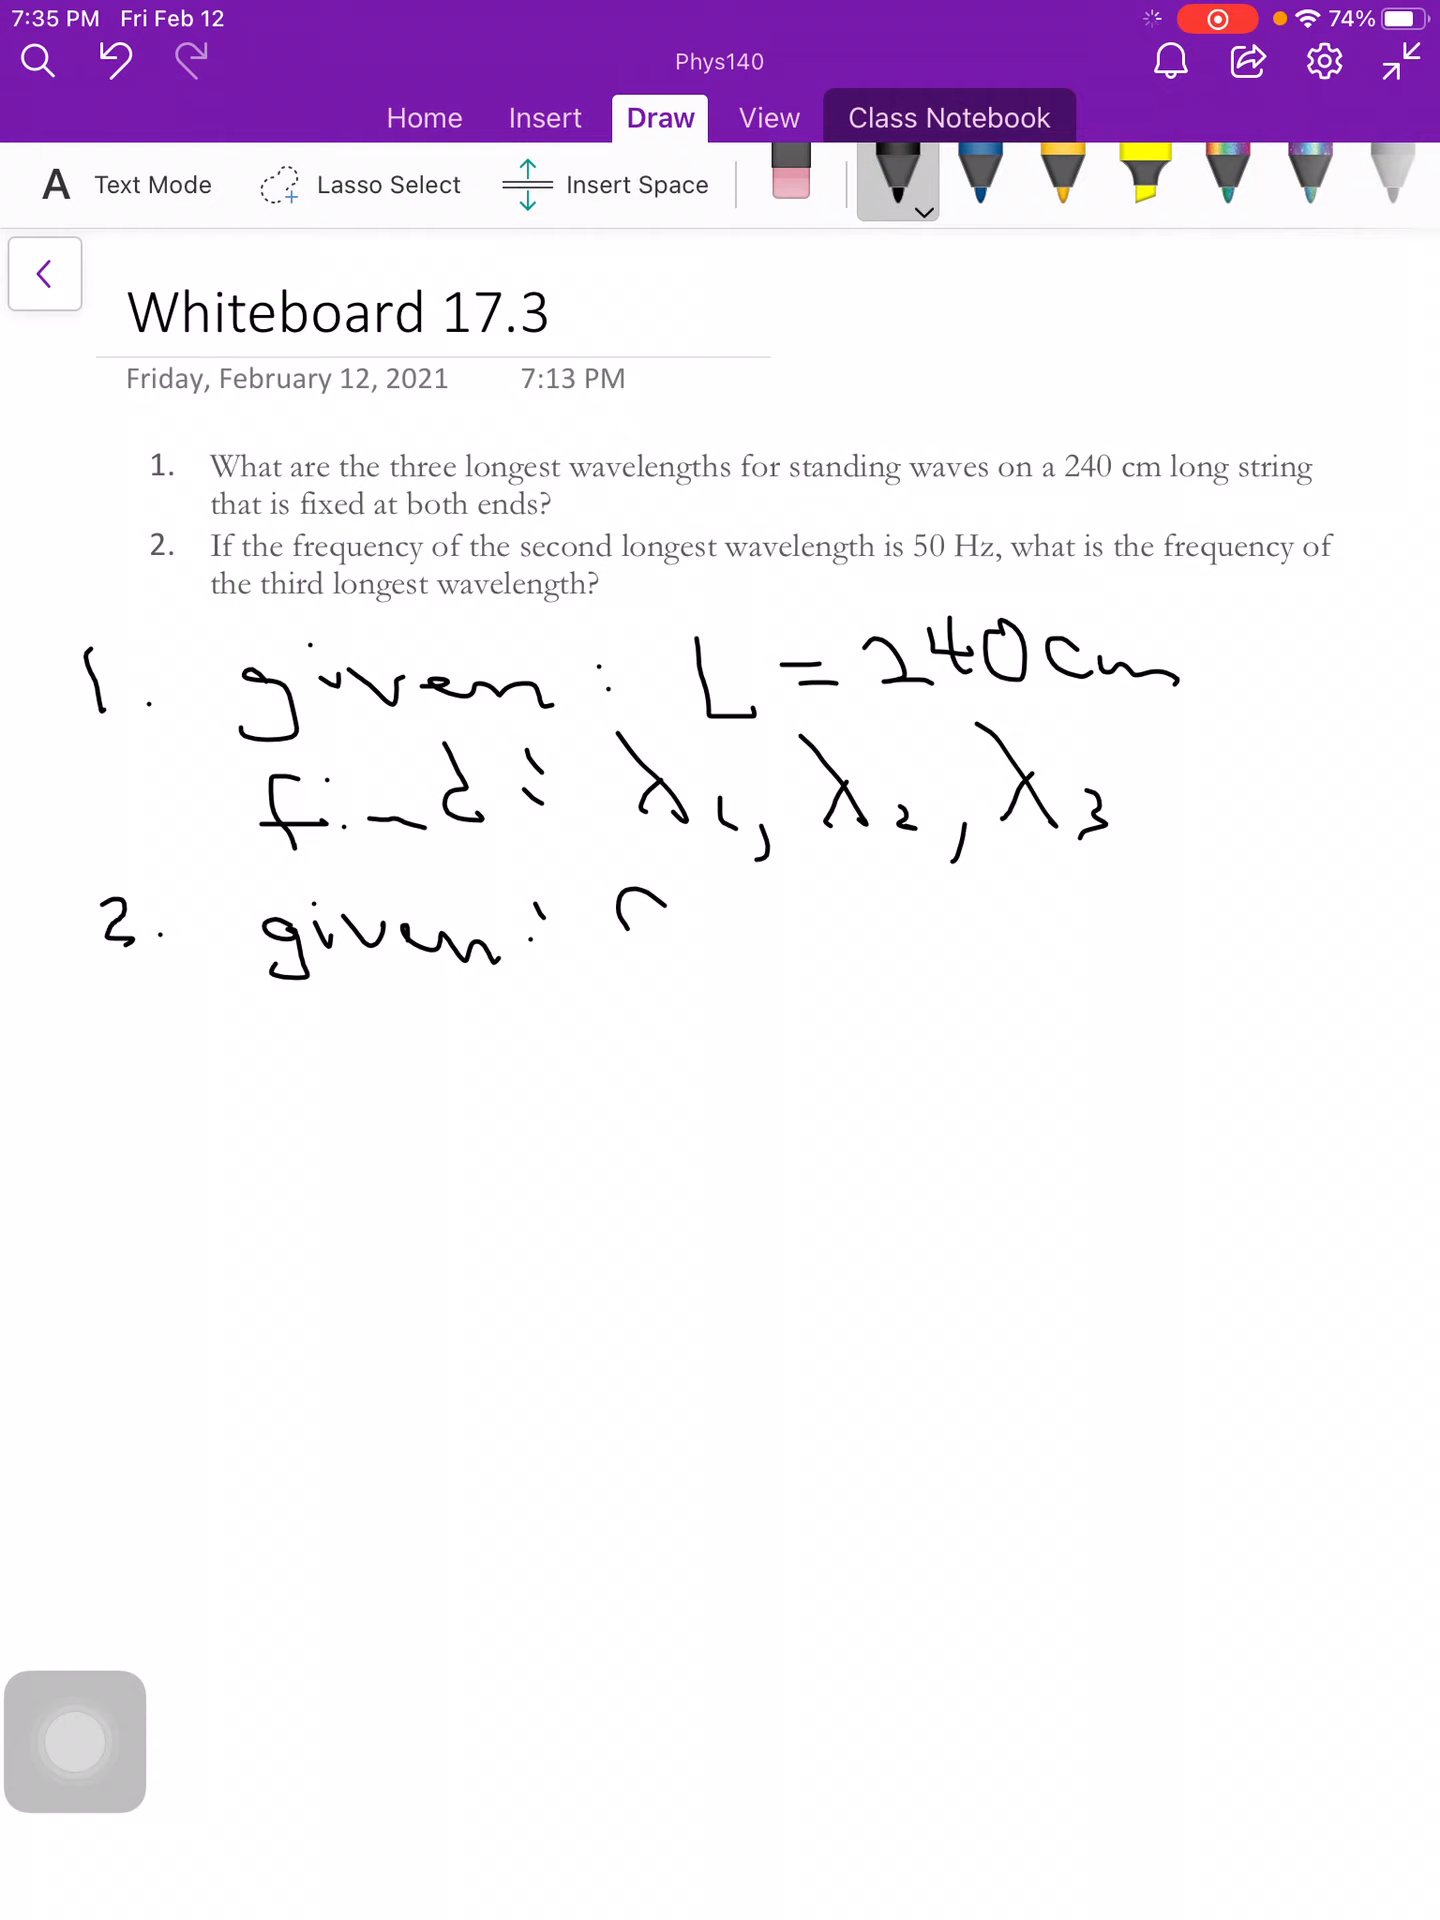 7:35 PM Fri Feb 12 74%
Phys140
Home Insert Draw View Class Notebook
A Text Mode Lasso Select Insert Space
Whiteboard 17.3
Friday, February 12, 2021 7:13 PM
1. What are the three longest wavelengths for standing waves on a 240 cm long string
that is fixed at both ends?
2. If the frequency of the second longest wavelength is 50 Hz, what is the frequency of
the third longest wavelength?
1. given: L = 240 cm
find: λ₁, λ₂, λ₃
2. given: